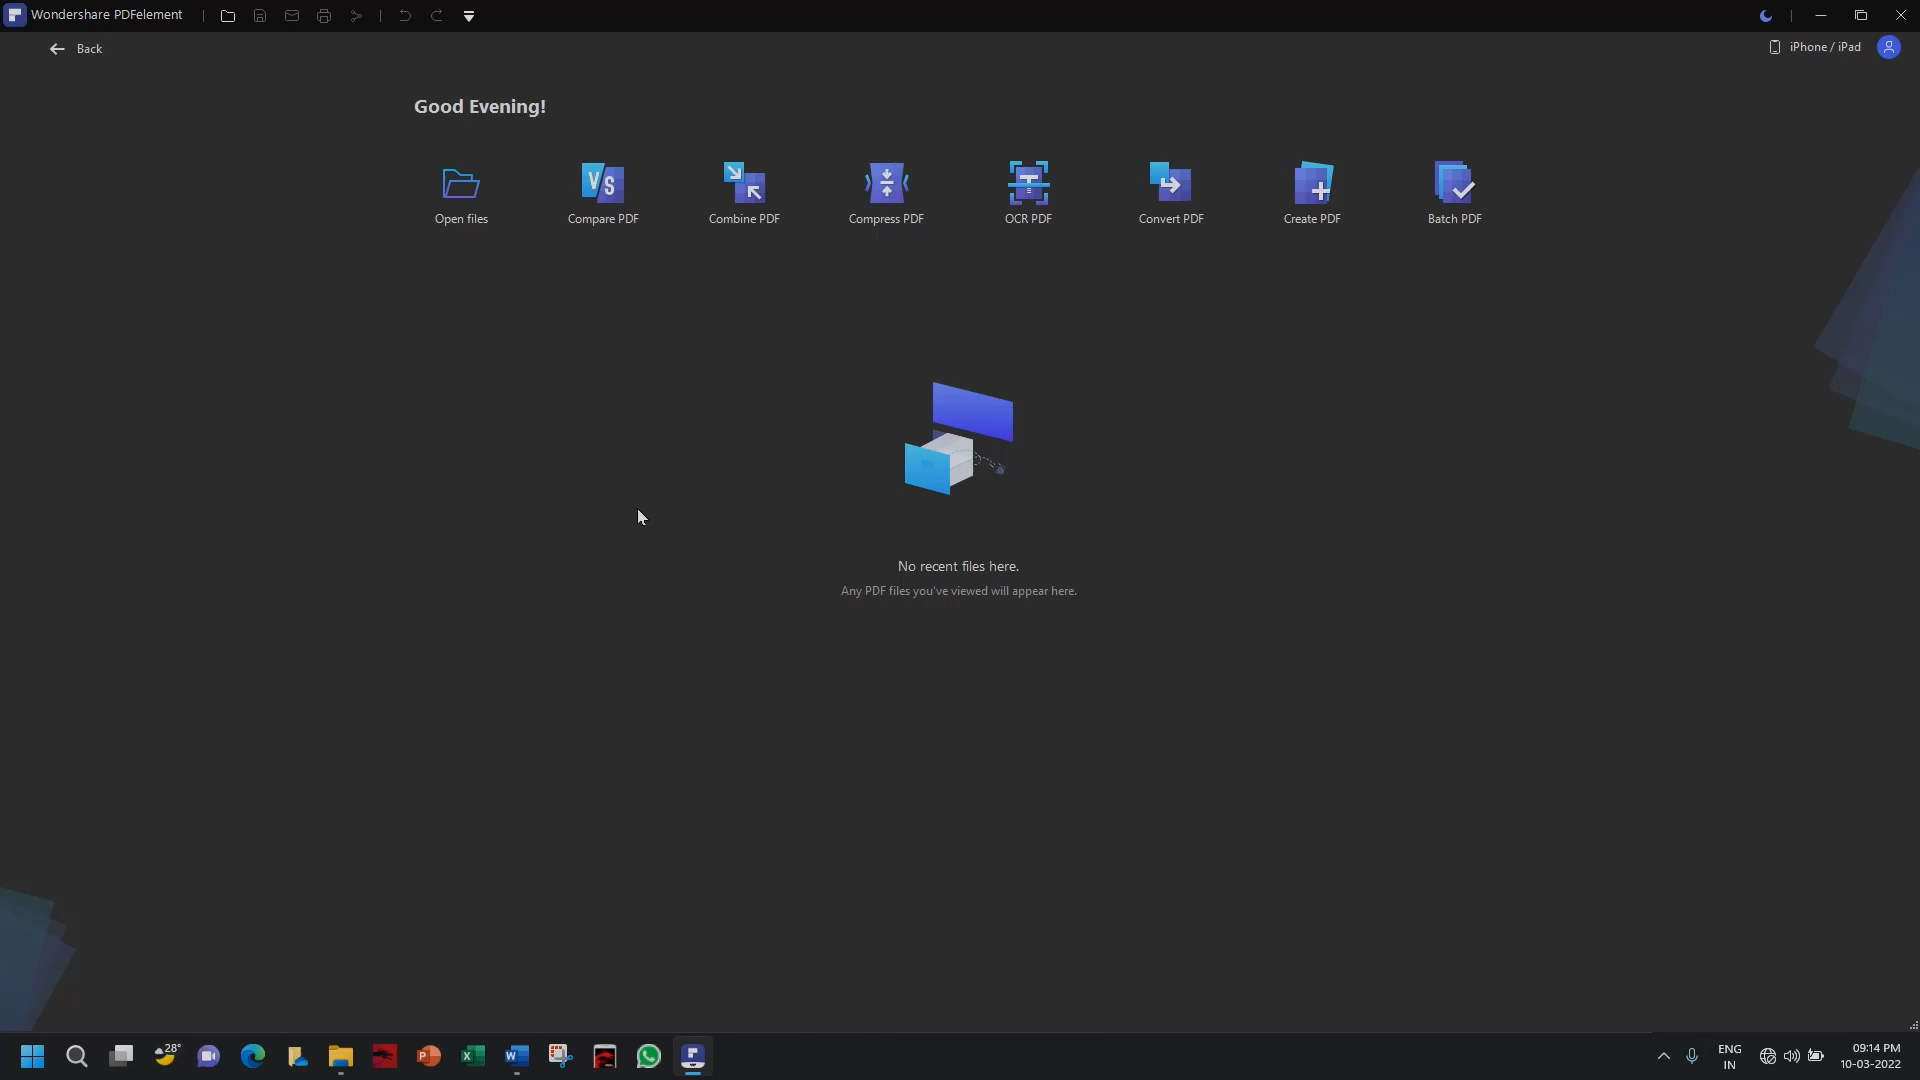 Wondershare PDFelement
Back
iPhone / iPad
Good Evening!
VS
Open files
Compare PDF
Combine PDF
Compress PDF
OCR PDF
Convert PDF
Create PDF
Batch PDF
No recent files here.
Any PDF files you've viewed will appear here.
28°
ENG
IN
09:14 PM
10-03-2022